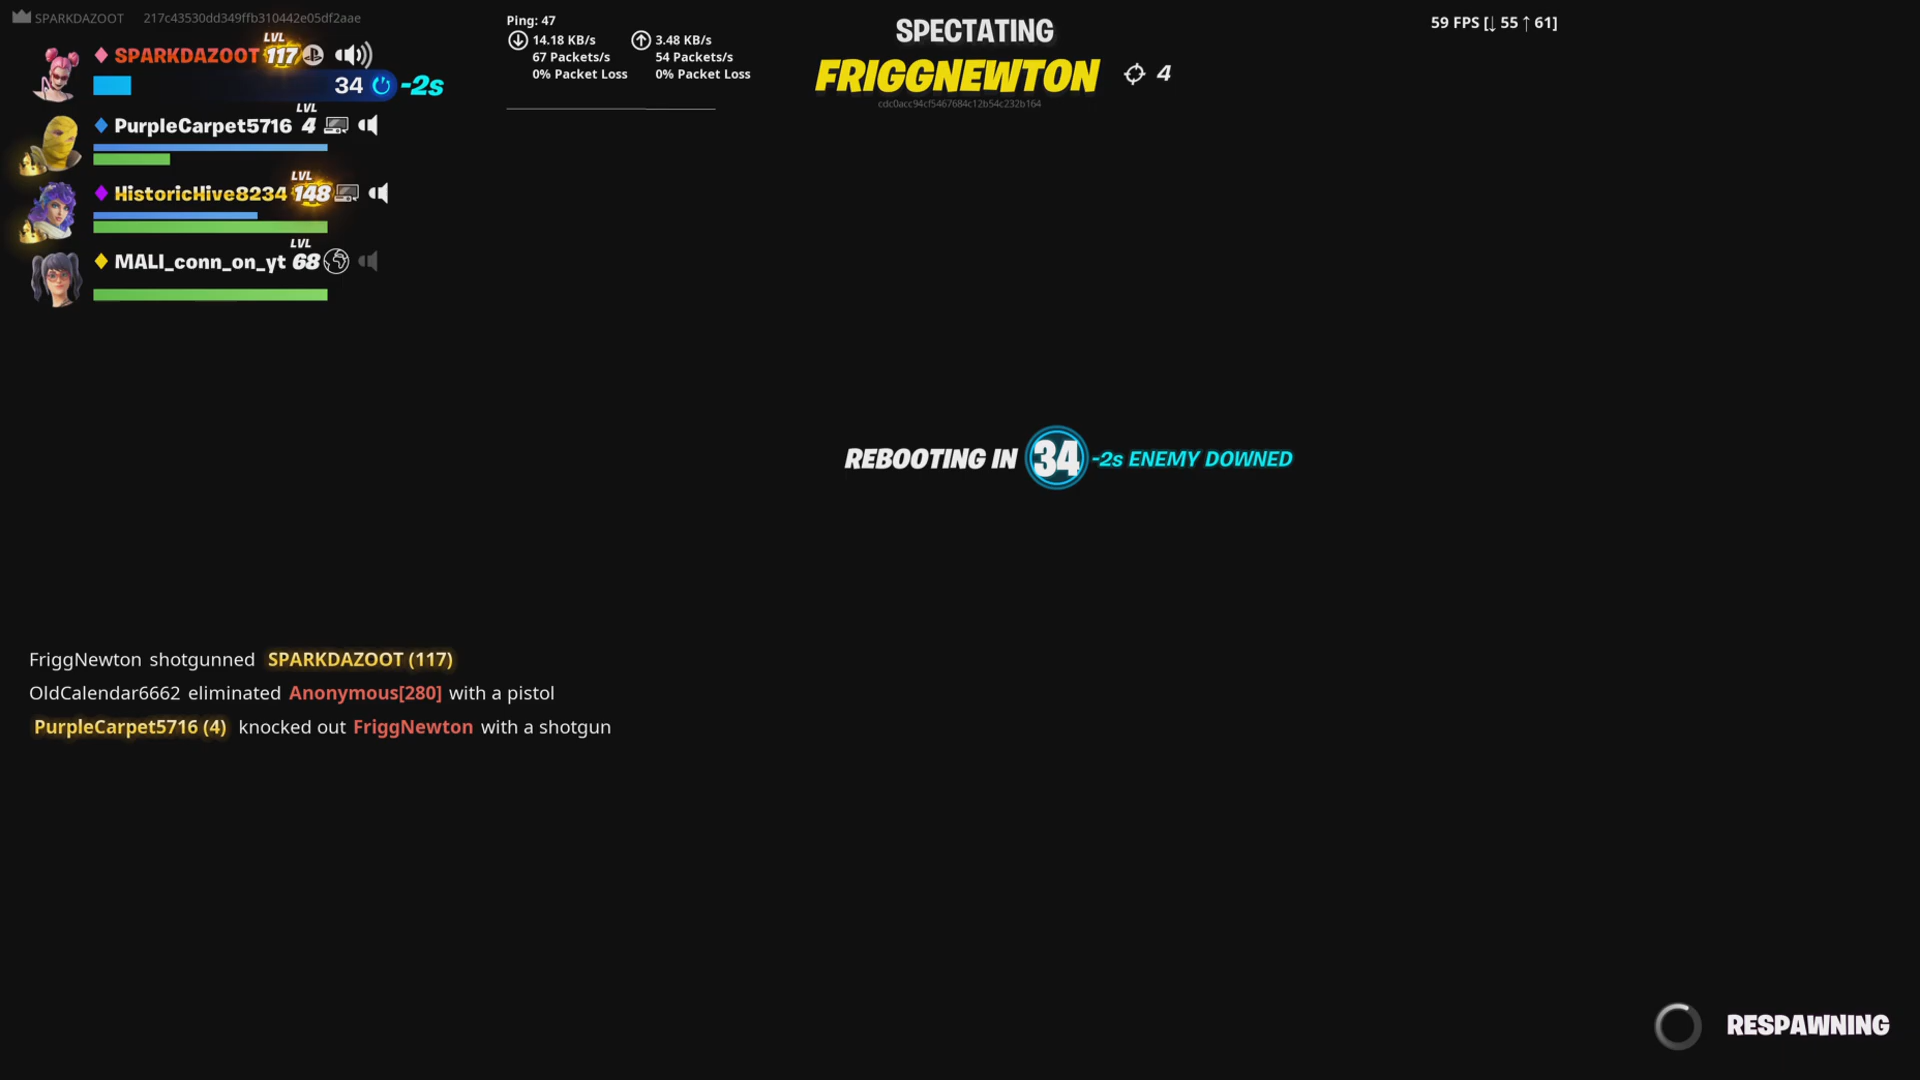 SPARKDAZOOT 217c43530dd349ffb310442e05df2aae
LVL
SPARKDAZOOT 117
34 -2s
LVL
PurpleCarpet5716 4
LVL
HistoricHive8234 148
LVL
MALI_conn_on_yt 68
Ping: 47
14.18 KB/s 3.48 KB/s
67 Packets/s 54 Packets/s
0% Packet Loss 0% Packet Loss
SPECTATING
FRIGGNEWTON 4
cdc0acc94cf5467684c12b54c232b164
59 FPS [↓ 55 ↑ 61]
REBOOTING IN 34 -2s ENEMY DOWNED
FriggNewton shotgunned SPARKDAZOOT (117)
OldCalendar6662 eliminated Anonymous[280] with a pistol
PurpleCarpet5716 (4) knocked out FriggNewton with a shotgun
RESPAWNING